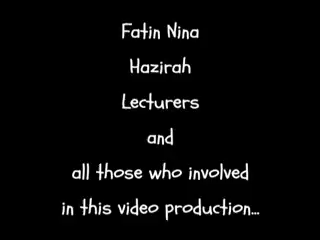 Fatin Nina
Hazirah
Lecturers
and
all those who involved
in this video production...